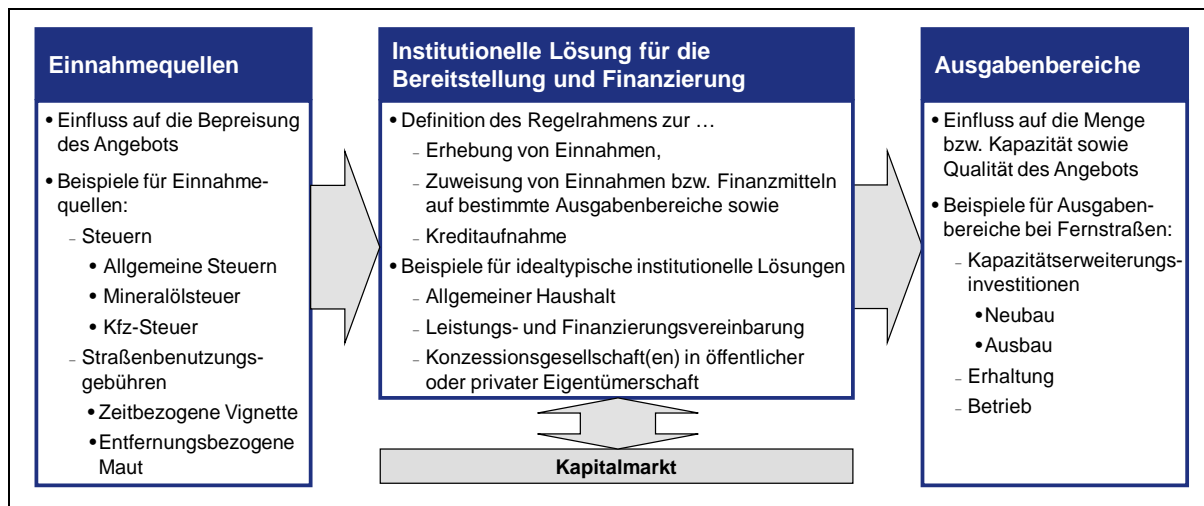 Einnahmequellen
• Einfluss auf die Bepreisung
des Angebots
• Beispiele für Einnahme-
quellen:
– Steuern
• Allgemeine Steuern
• Mineralölsteuer
• Kfz-Steuer
– Straßenbenutzungs-
gebühren
• Zeitbezogene Vignette
• Entfernungsbezogene
Maut
Institutionelle Lösung für die
Bereitstellung und Finanzierung
• Definition des Regelrahmens zur …
– Erhebung von Einnahmen,
– Zuweisung von Einnahmen bzw. Finanzmitteln
auf bestimmte Ausgabenbereiche sowie
– Kreditaufnahme
• Beispiele für idealtypische institutionelle Lösungen
– Allgemeiner Haushalt
– Leistungs- und Finanzierungsvereinbarung
– Konzessionsgesellschaft(en) in öffentlicher
oder privater Eigentümerschaft
Kapitalmarkt
Ausgabenbereiche
• Einfluss auf die Menge
bzw. Kapazität sowie
Qualität des Angebots
• Beispiele für Ausgaben-
bereiche bei Fernstraßen:
– Kapazitätserweiterungs-
investitionen
• Neubau
• Ausbau
– Erhaltung
– Betrieb